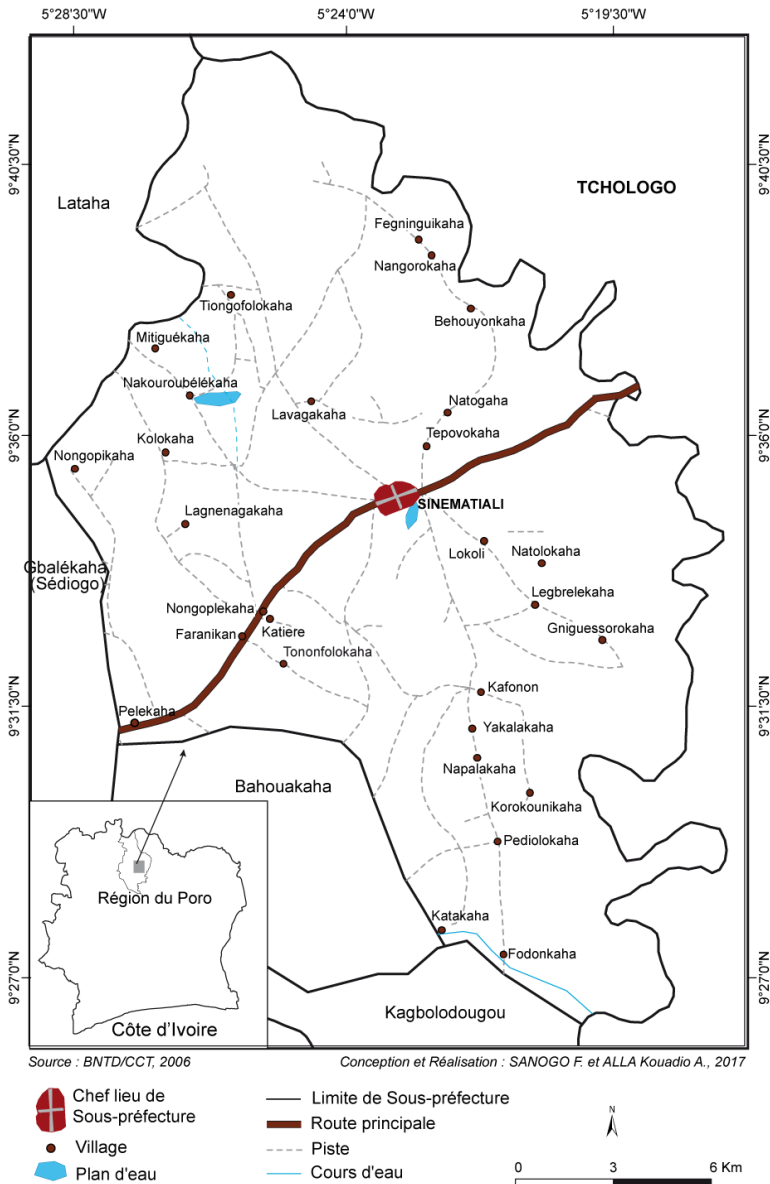 5°28'30"W
5°24'0"W
5°19'30"W
9°40'30"N
9°40'30"N
TCHOLOGO
Lataha
Fegninguikaha
Nangorokaha
Tiongofolokaha
Behouyonkaha
Mitiguékaha
Nakouroubélékaha
Lavagakaha
Natogaha
9°36'0"N
9°36'0"N
Tepovokaha
Kolokaha
Nongopikaha
SINEMATIALI
Lagnenagakaha
Lokoli
Natolokaha
Gbalékaha
(Sédiogo)
Legbrelekaha
Nongoplekaha
Gniguessorokaha
Faranikan
Katiere
Tononfolokaha
Kafonon
9°31'30"N
9°31'30"N
Pelekaha
Yakalakaha
Napalakaha
Bahouakaha
Korokounikaha
Pediolokaha
Région du Poro
Katakaha
Fodonkaha
9°27'0"N
9°27'0"N
Kagbolodougou
Côte d'Ivoire
Source : BNTD/CCT, 2006
Conception et Réalisation : SANOGO F. et ALLA Kouadio A., 2017
Chef lieu de
Sous-préfecture
Village
Plan d'eau
Limite de Sous-préfecture
Route principale
Piste
Cours d'eau
N
0 3 6 Km